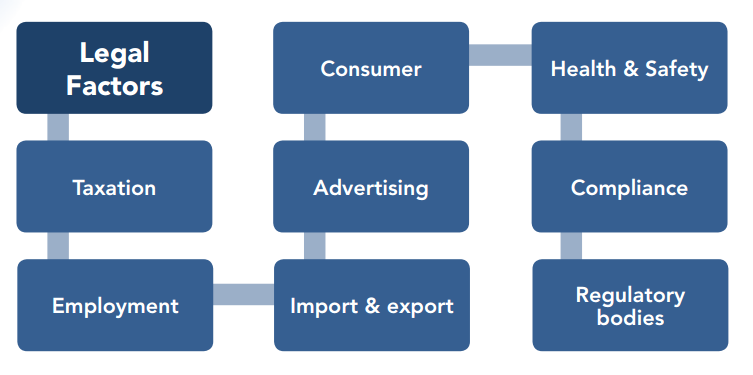 Legal
Factors
Taxation
Employment
Import & export
Advertising
Consumer
Health & Safety
Compliance
Regulatory
bodies